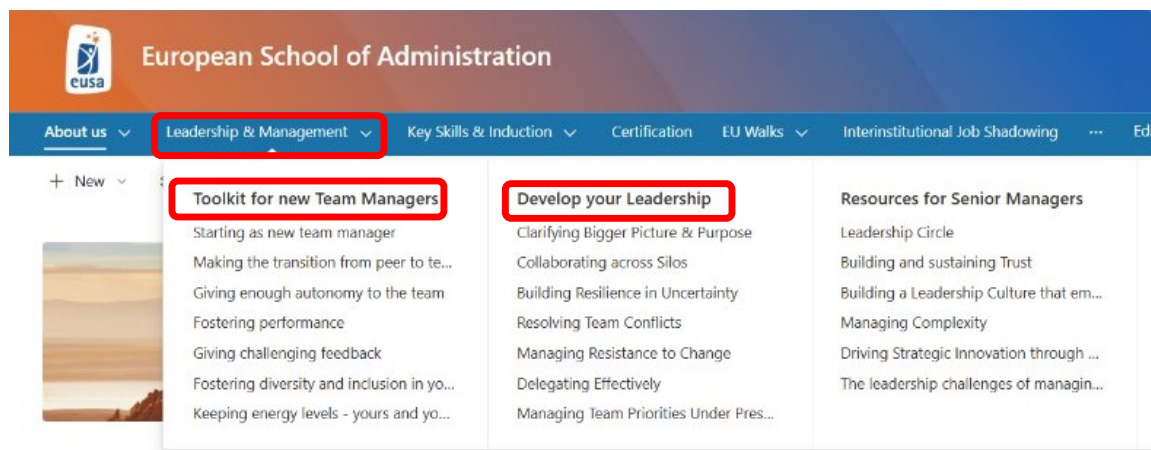 eusa
European School of Administration
About us
Leadership & Management
Key Skills & Induction
Certification
EU Walks
Interinstitutional Job Shadowing
...
+ New
Toolkit for new Team Managers
Starting as new team manager
Making the transition from peer to te...
Giving enough autonomy to the team
Fostering performance
Giving challenging feedback
Fostering diversity and inclusion in yo...
Keeping energy levels - yours and yo...
Develop your Leadership
Clarifying Bigger Picture & Purpose
Collaborating across Silos
Building Resilience in Uncertainty
Resolving Team Conflicts
Managing Resistance to Change
Delegating Effectively
Managing Team Priorities Under Pres...
Resources for Senior Managers
Leadership Circle
Building and sustaining Trust
Building a Leadership Culture that em...
Managing Complexity
Driving Strategic Innovation through ...
The leadership challenges of managin...